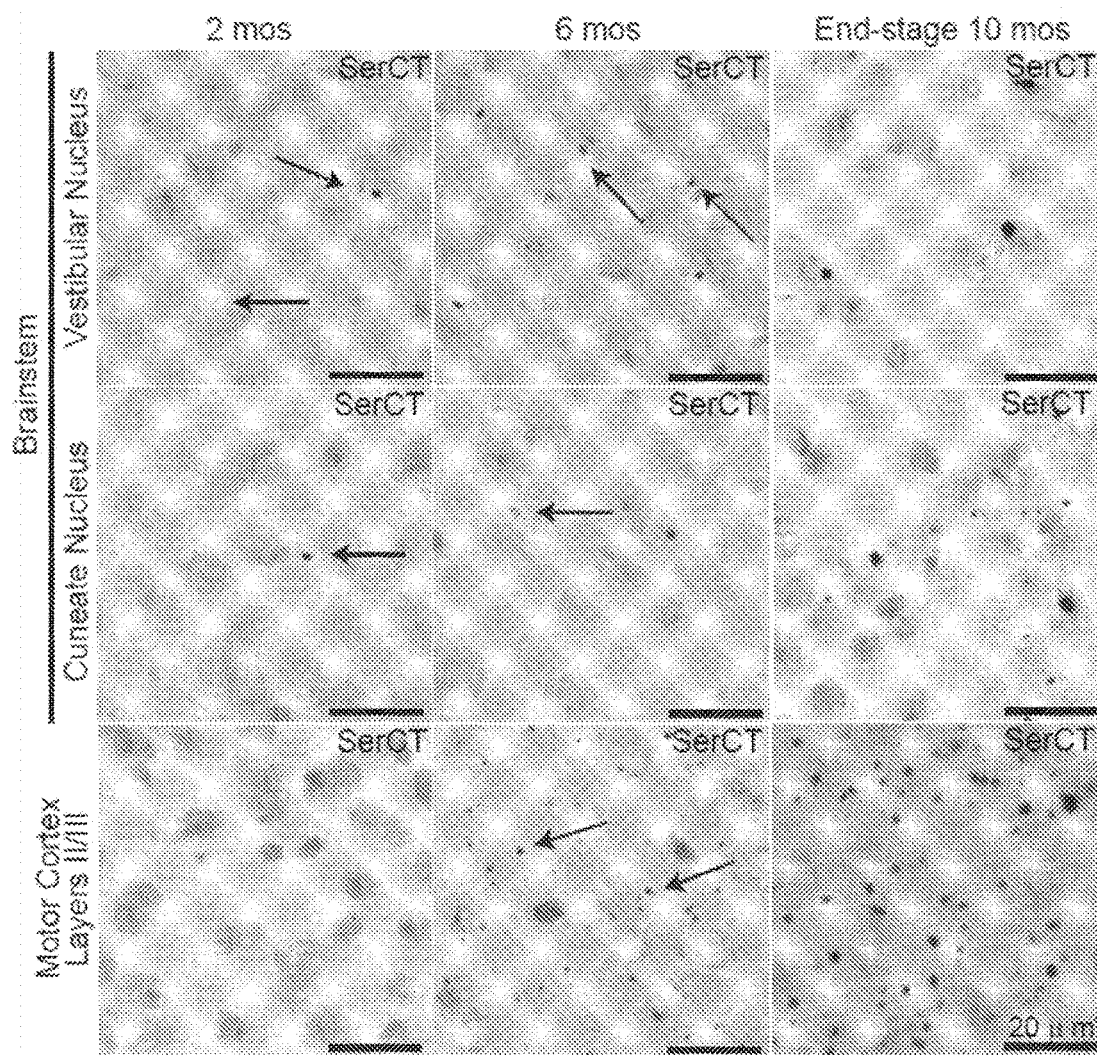 2 mos 6 mos End-stage 10 mos
Brainstem
Vestibular Nucleus
SerCT SerCT SerCT
Cuneate Nucleus
SerCT SerCT SerCT
Motor Cortex
Layers II/III
SerCT SerCT SerCT
20 µm